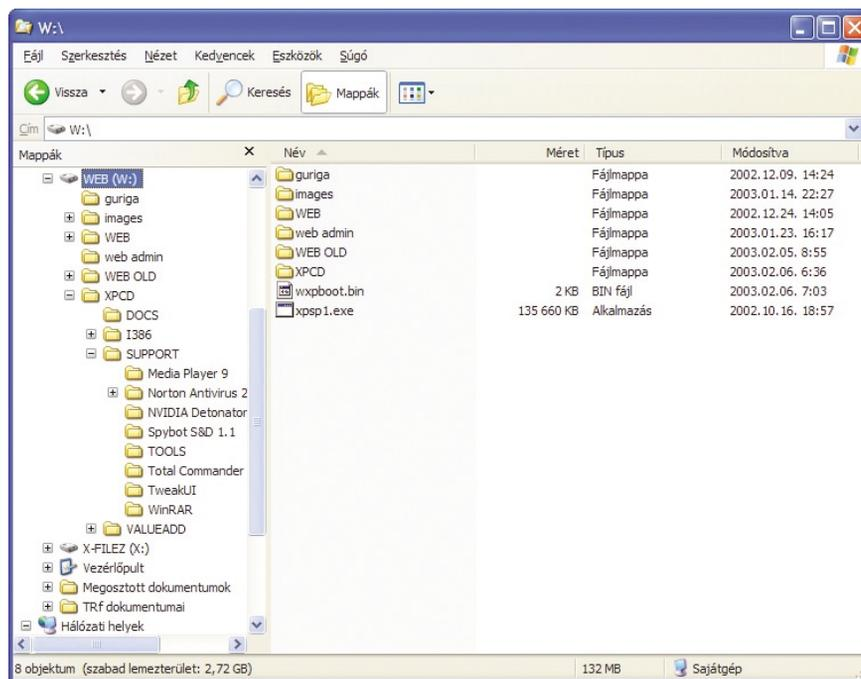 W:\
Fájl Szerkesztés Nézet Kedvencek Eszközök Súgó
Vissza Keresés Mappák
Cím W:\
Mappák
WEB (W:)
guriga
images
WEB
web admin
WEB OLD
XPCD
DOCS
I386
SUPPORT
Media Player 9
Norton Antivirus 2
NVIDIA Detonator
Spybot S&D 1.1
TOOLS
Total Commander
TweakUI
WinRAR
VALUEADD
X-FILEZ (X:)
Vezérlőpult
Megosztott dokumentumok
TRf dokumentumai
Hálózati helyek
Név Méret Típus Módosítva
guriga Fájlmappa 2002.12.09. 14:24
images Fájlmappa 2003.01.14. 22:27
WEB Fájlmappa 2002.12.24. 14:05
web admin Fájlmappa 2003.01.23. 16:17
WEB OLD Fájlmappa 2003.02.05. 8:55
XPCD Fájlmappa 2003.02.06. 6:36
wxpboot.bin 2 KB BIN fájl 2003.02.06. 7:03
xpsp1.exe 135 660 KB Alkalmazás 2002.10.16. 18:57
8 objektum (szabad lemezterület: 2,72 GB) 132 MB Sajátgép